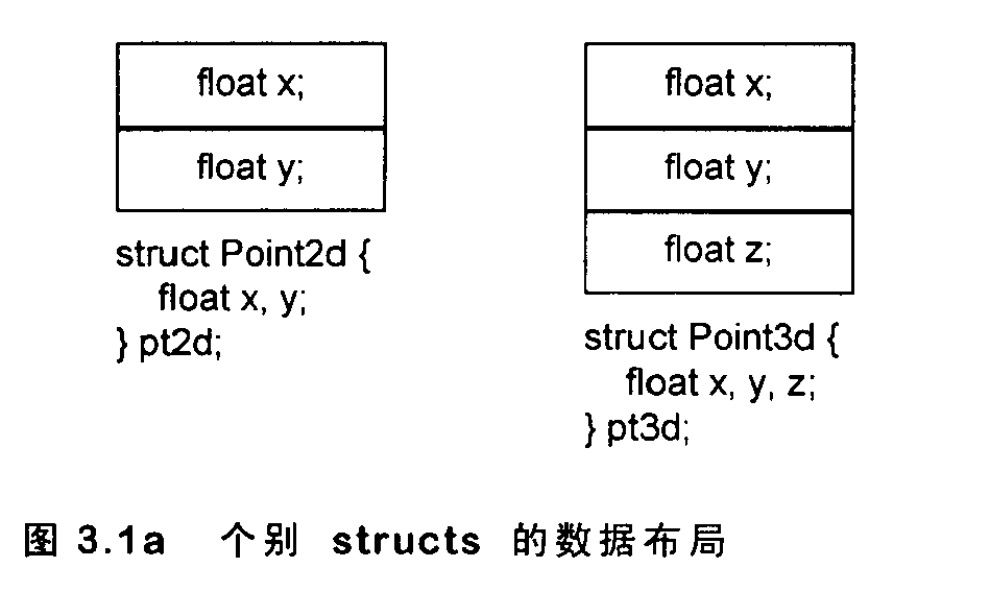 float x;
float y;
struct Point2d {
float x, y;
} pt2d;
float x;
float y;
float z;
struct Point3d {
float x, y, z;
} pt3d;
图 3.1a 个别 structs 的数据布局